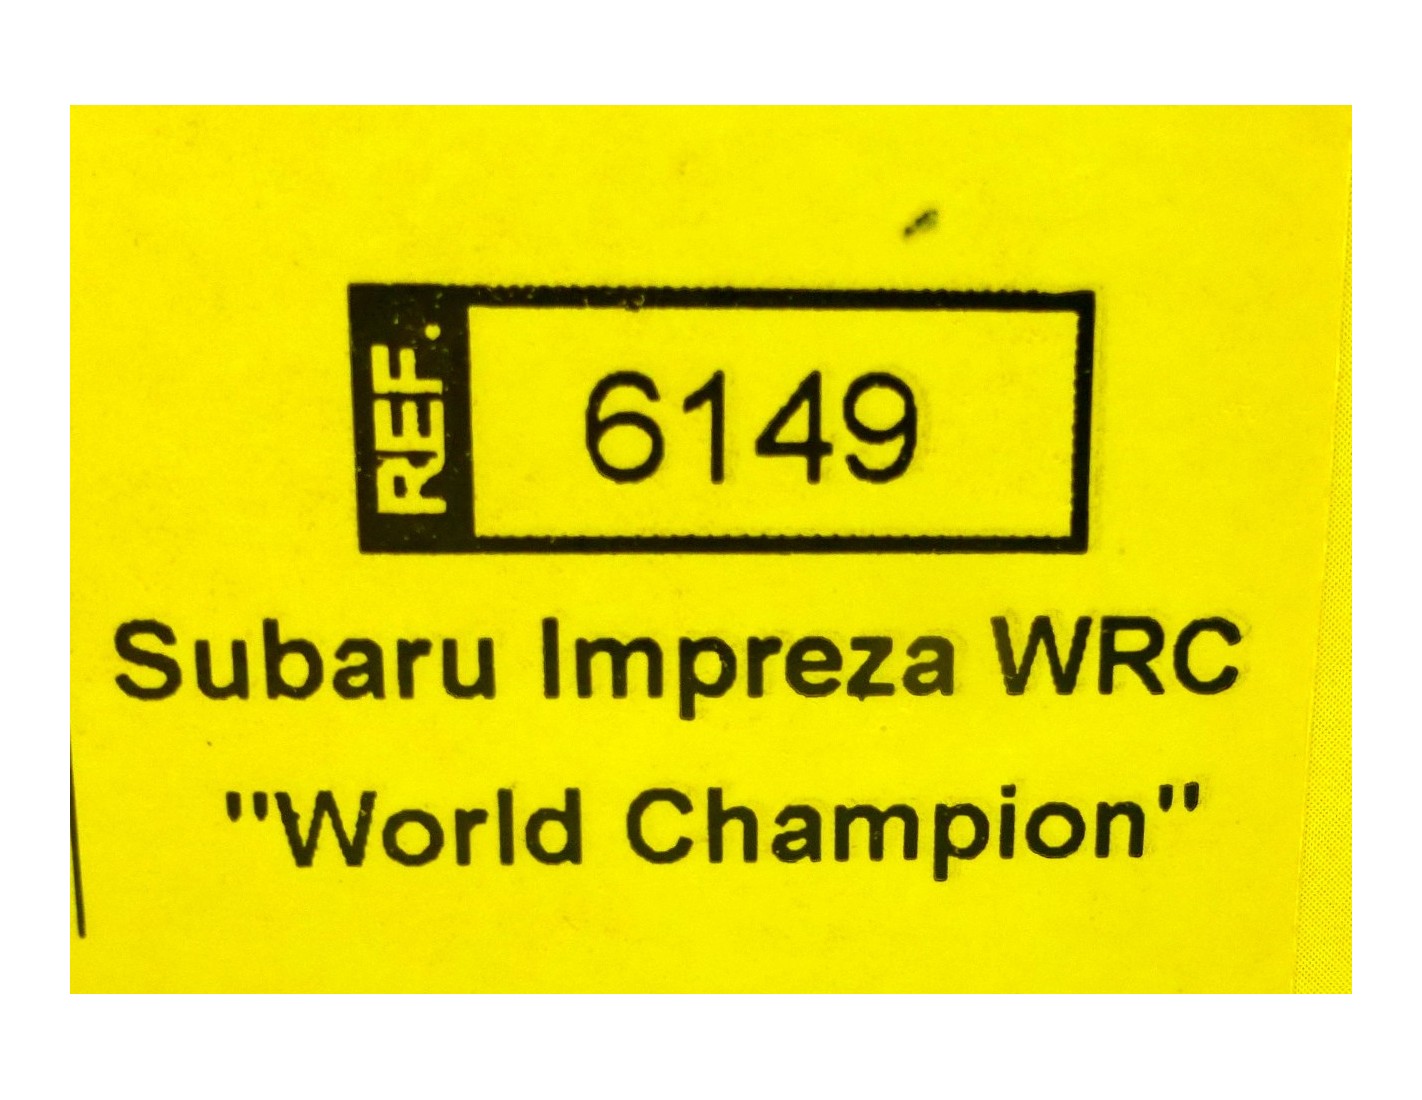 REF. 6149
Subaru Impreza WRC
"World Champion"